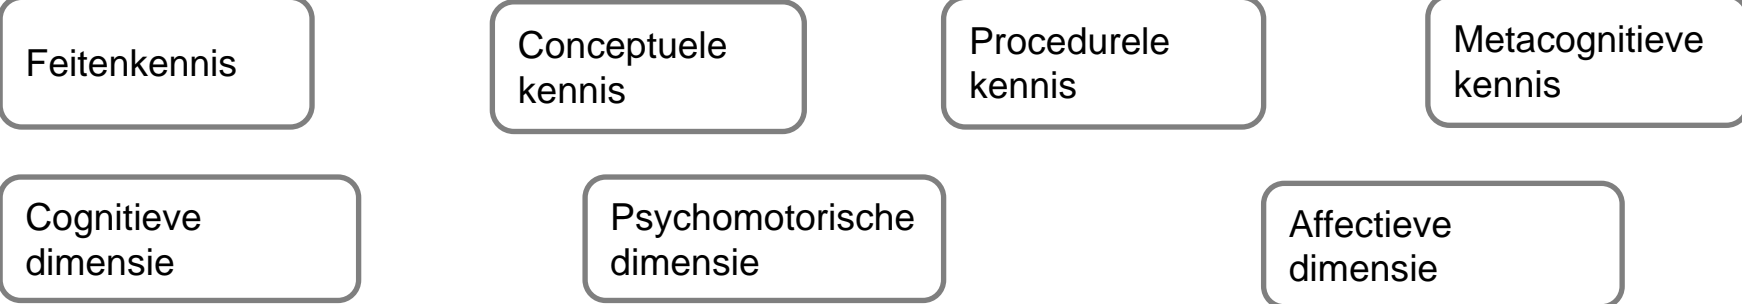 Feitenkennis
Conceptuele
kennis
Procedurele
kennis
Metacognitieve
kennis
Cognitieve
dimensie
Psychomotorische
dimensie
Affectieve
dimensie